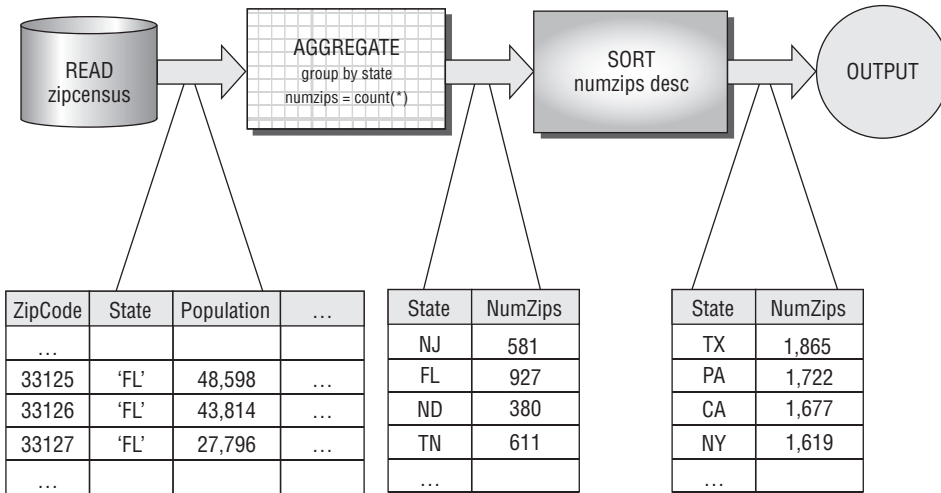 READ
zipcensus
AGGREGATE
group by state
numzips = count(*)
SORT
numzips desc
OUTPUT
ZipCode State Population …
…
33125 ‘FL’ 48,598 …
33126 ‘FL’ 43,814 …
33127 ‘FL’ 27,796 …
…
State NumZips
NJ 581
FL 927
ND 380
TN 611
…
State NumZips
TX 1,865
PA 1,722
CA 1,677
NY 1,619
…